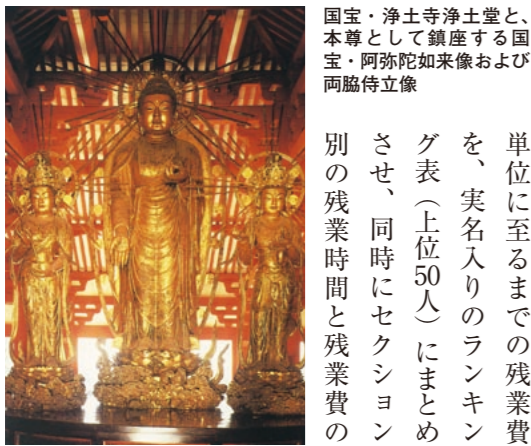 国宝・浄土寺浄土堂と、
本尊として鎮座する国
宝・阿弥陀如来像および
両脇侍立像
単位に至るまでの残業費
を、実名入りのランキン
グ表（上位50人）にまとめ
させ、同時にセクション
別の残業時間と残業費の